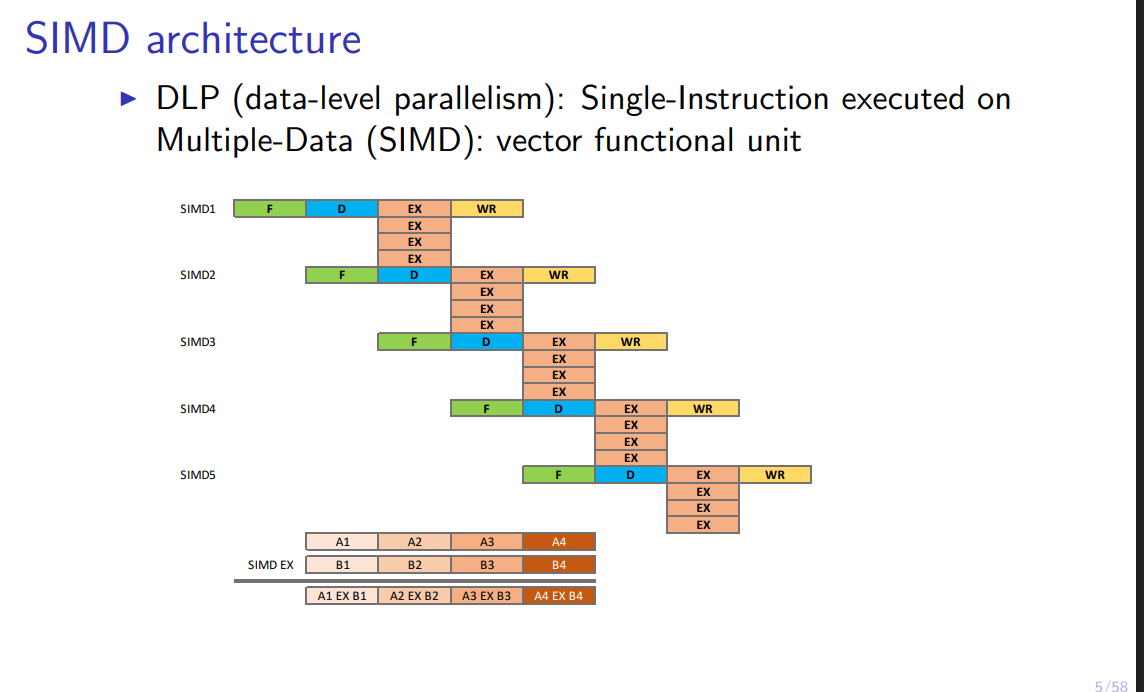 SIMD architecture
▶ DLP (data-level parallelism): Single-Instruction executed on
Multiple-Data (SIMD): vector functional unit
SIMD1 F D EX WR
EX
EX
EX
SIMD2 F D EX WR
EX
EX
EX
SIMD3 F D EX WR
EX
EX
EX
SIMD4 F D EX WR
EX
EX
EX
SIMD5 F D EX WR
EX
EX
EX
A1 A2 A3 A4
SIMD EX B1 B2 B3 B4
A1 EX B1 A2 EX B2 A3 EX B3 A4 EX B4
5/58